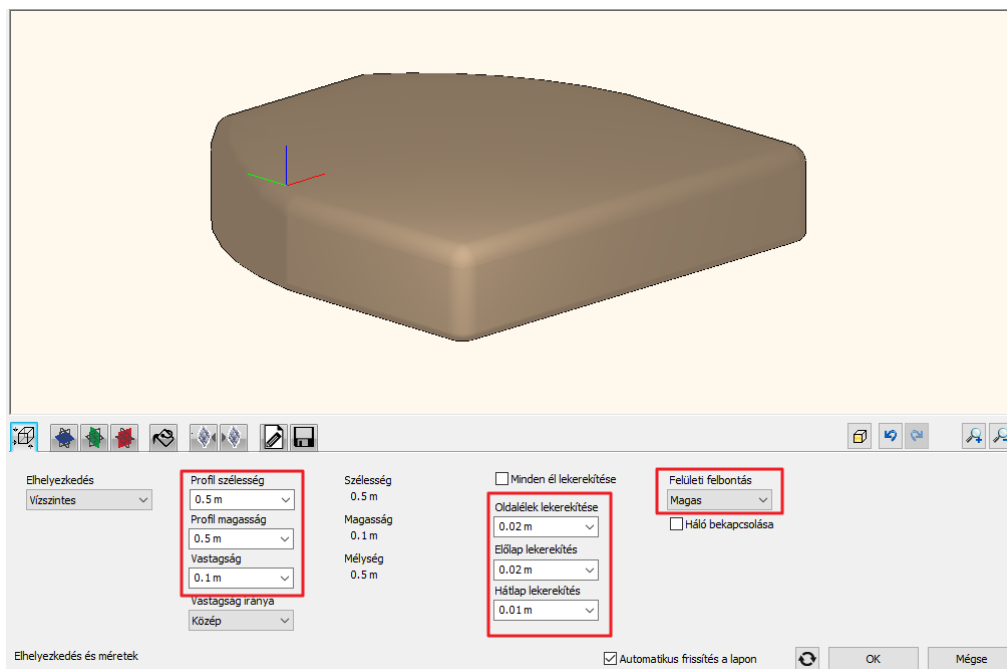 Elhelyezkedés
Vízszintes
Profil szélesség
0.5 m
Profil magasság
0.5 m
Vastagság
0.1 m
Vastagság iránya
Közép
Szélesség
0.5 m
Magasság
0.1 m
Mélység
0.5 m
Minden él lekerekítése
Oldalélek lekerekítése
0.02 m
Előlap lekerekítés
0.02 m
Hátlap lekerekítés
0.01 m
Felületi felbontás
Magas
Háló bekapcsolása
Elhelyezkedés és méretek
Automatikus frissítés a lapon
OK
Mégse